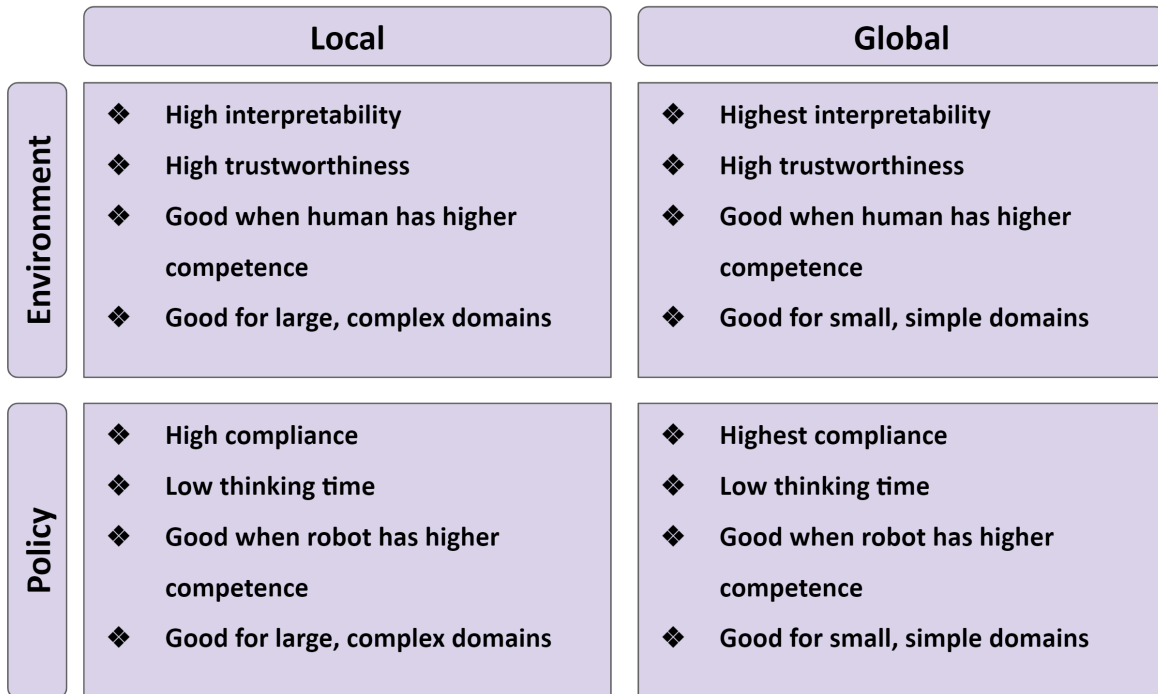 Local
Global
Environment
❖ High interpretability
❖ High trustworthiness
❖ Good when human has higher
competence
❖ Good for large, complex domains
❖ Highest interpretability
❖ High trustworthiness
❖ Good when human has higher
competence
❖ Good for small, simple domains
Policy
❖ High compliance
❖ Low thinking time
❖ Good when robot has higher
competence
❖ Good for large, complex domains
❖ Highest compliance
❖ Low thinking time
❖ Good when robot has higher
competence
❖ Good for small, simple domains